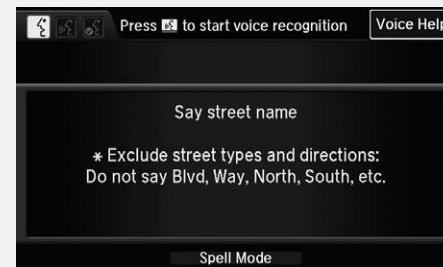 Press to start voice recognition
Voice Help
Say street name
* Exclude street types and directions:
Do not say Blvd, Way, North, South, etc.
Spell Mode